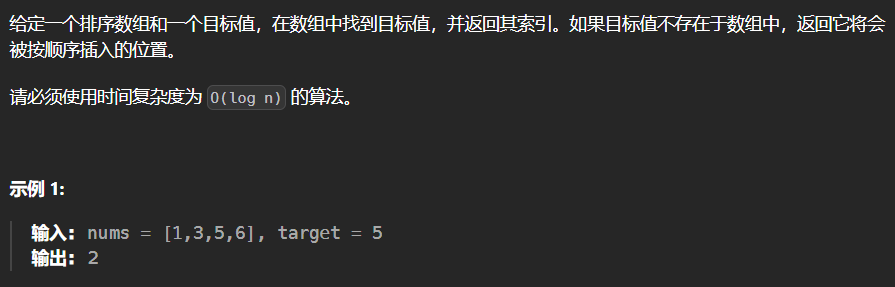 给定一个排序数组和一个目标值，在数组中找到目标值，并返回其索引。如果目标值不存在于数组中，返回它将会
被按顺序插入的位置。
请必须使用时间复杂度为 O(log n) 的算法。
示例 1:
输入: nums = [1,3,5,6], target = 5
输出: 2